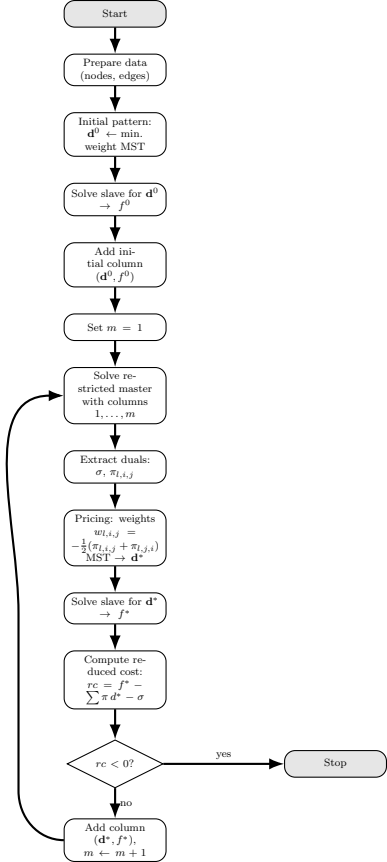 Start
Prepare data
(nodes, edges)
Initial pattern:
d⁰ ← min.
weight MST
Solve slave for d⁰
→ f⁰
Add ini-
tial column
(d⁰, f⁰)
Set m = 1
Solve re-
stricted master
with columns
1, . . . , m
Extract duals:
σ, π_{l,i,j}
Pricing: weights
w_{l,i,j} =
−½(π_{l,i,j} + π_{l,j,i})
MST → d*
Solve slave for d*
→ f*
Compute re-
duced cost:
rc = f* −
∑ π d* − σ
rc < 0?
yes
Stop
no
Add column
(d*, f*),
m ← m + 1